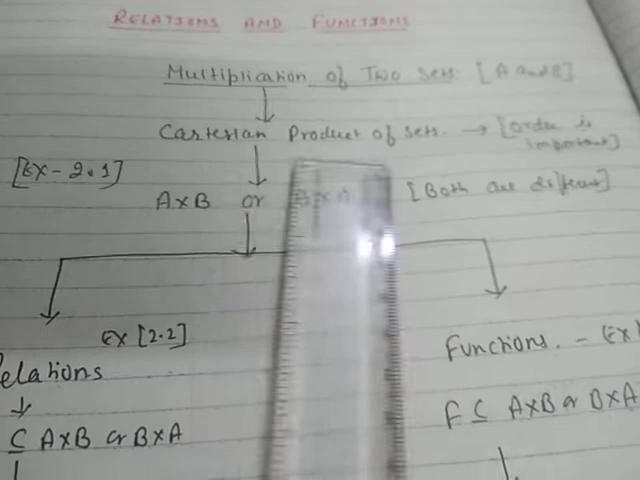 RELATIONS AND FUNCTIONS
Multiplication of Two sets. [A and B]
Cartesian Product of sets. → [Order is important]
[EX-2.1]
A×B or B×A [Both are different]
EX [2.2]
Relations
Functions. - (EX
⊆ A×B or B×A
F ⊆ A×B or B×A